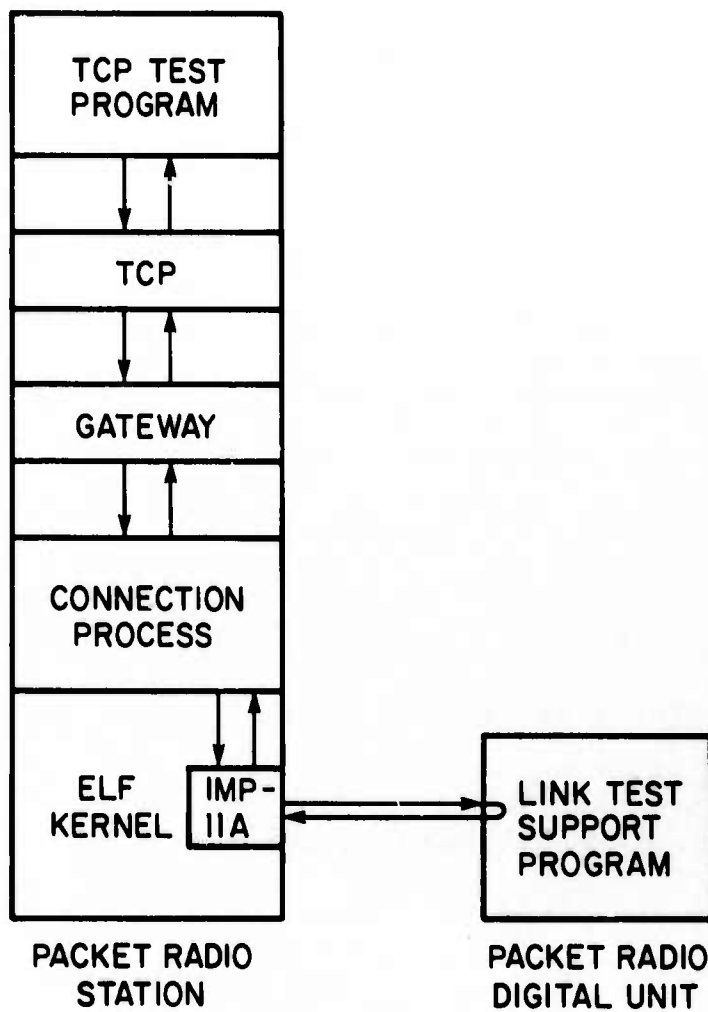 TCP TEST
PROGRAM
TCP
GATEWAY
CONNECTION
PROCESS
ELF
KERNEL
IMP-
11A
LINK TEST
SUPPORT
PROGRAM
PACKET RADIO
STATION
PACKET RADIO
DIGITAL UNIT